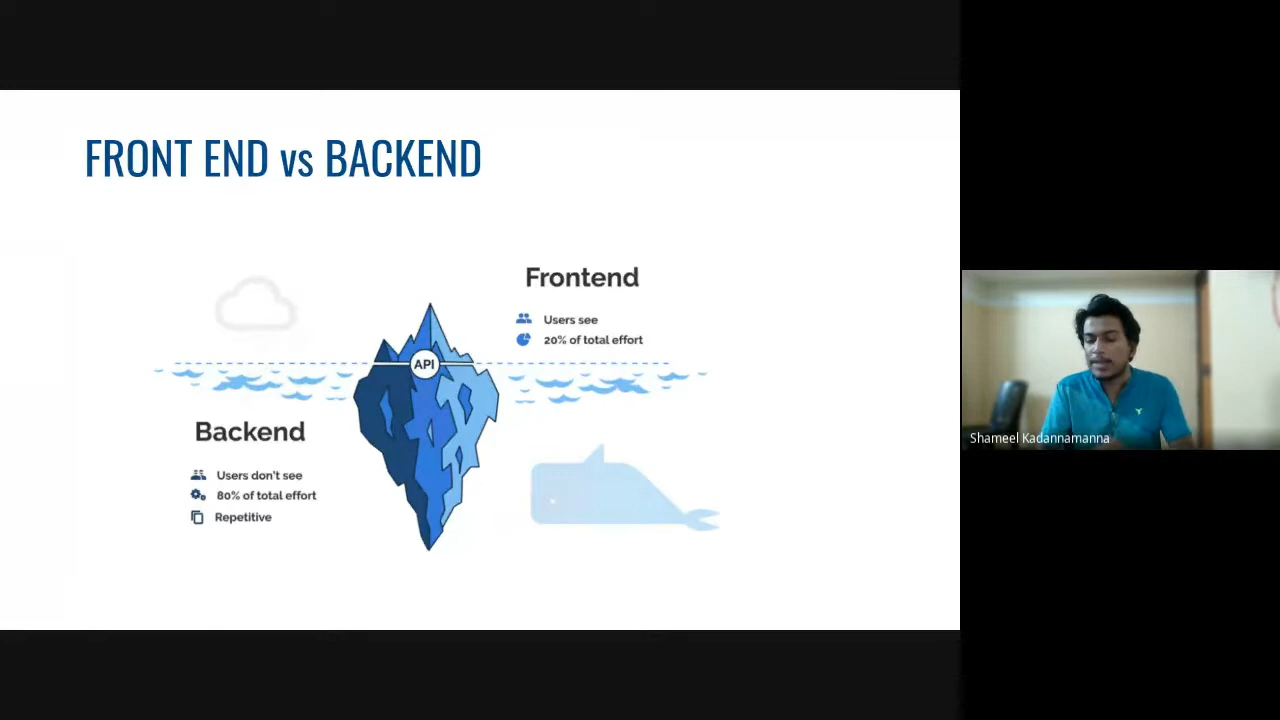 FRONT END vs BACKEND
Frontend
Users see
20% of total effort
API
Backend
Users don't see
80% of total effort
Repetitive
Shameel Kadannamanna